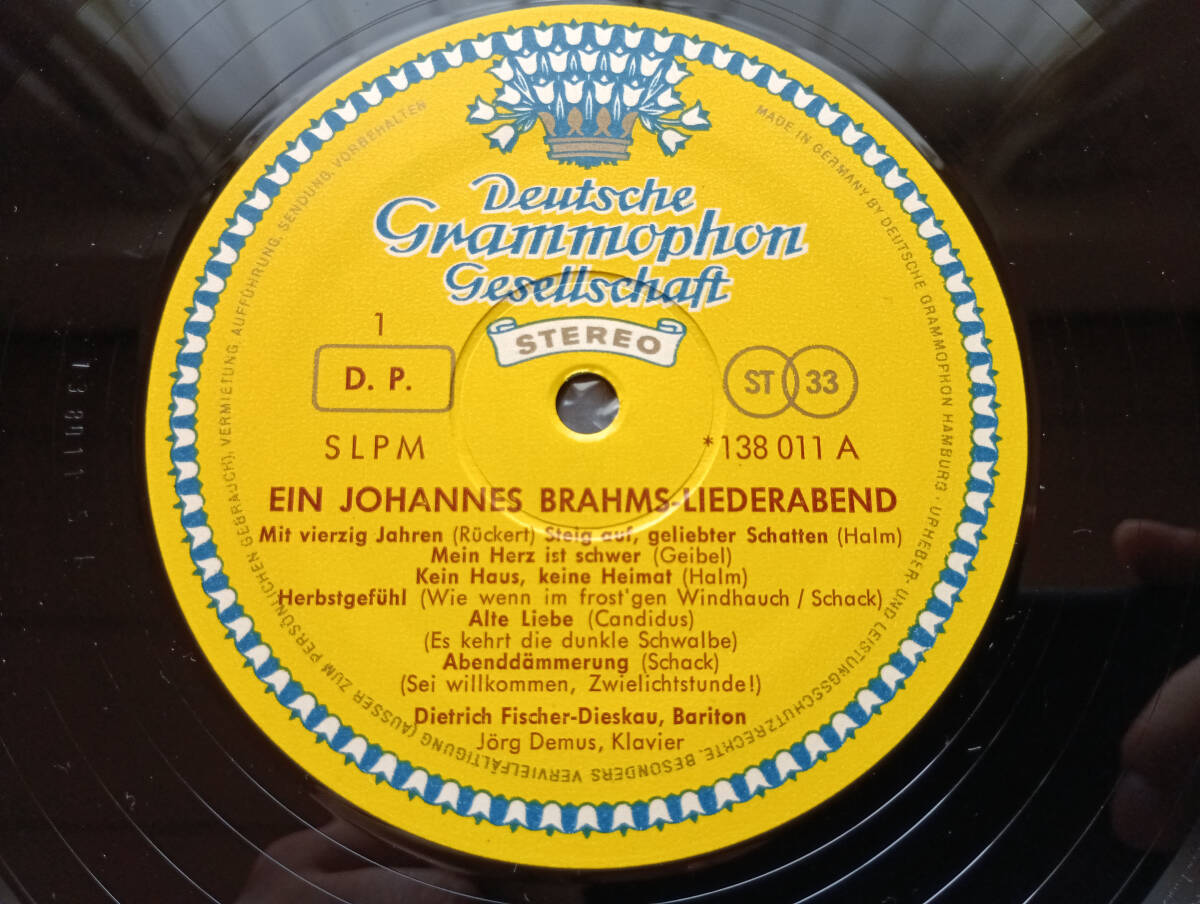 Deutsche
Grammophon
Gesellschaft
STEREO
1
D. P.
ST 33
SLPM
*138 011 A
EIN JOHANNES BRAHMS-LIEDERABEND
Mit vierzig Jahren (Rückert) Steig auf, geliebter Schatten (Halm)
Mein Herz ist schwer (Geibel)
Kein Haus, keine Heimat (Halm)
Herbstgefühl (Wie wenn im frost'gen Windhauch / Schack)
Alte Liebe (Candidus)
(Es kehrt die dunkle Schwalbe)
Abenddämmerung (Schack)
(Sei willkommen, Zwielichtstunde!)
Dietrich Fischer-Dieskau, Bariton
Jörg Demus, Klavier
MADE IN GERMANY BY DEUTSCHE GRAMMOPHON HAMBURG · URHEBER- UND LEISTUNGSSCHUTZRECHTE, BESONDERS VERVIELFÄLTIGUNG (AUSSER ZUM PERSÖNLICHEN GEBRAUCH), VERMIETUNG, AUFFÜHRUNG, SENDUNG, VORBEHALTEN